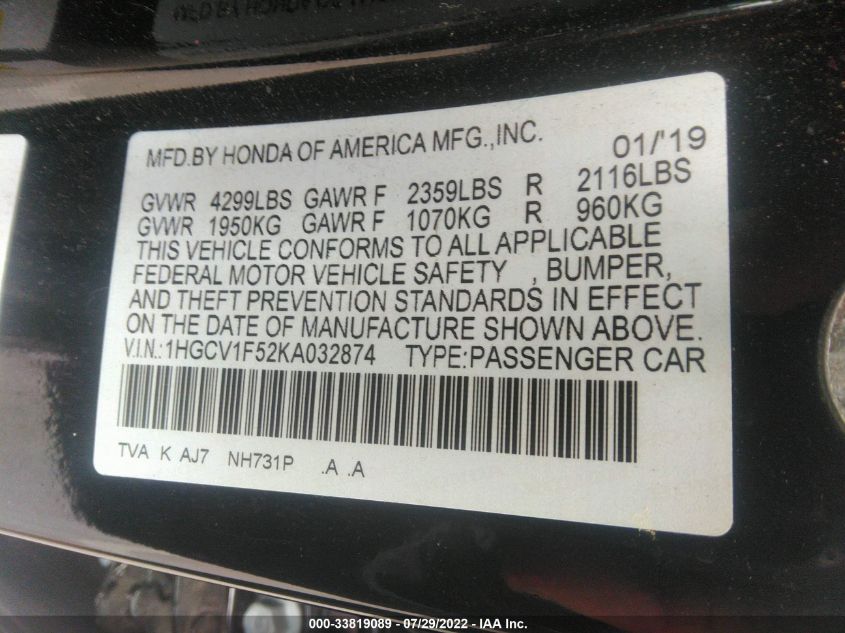 MFD.BY HONDA OF AMERICA MFG.,INC. 01/'19
GVWR 4299LBS GAWR F 2359LBS R 2116LBS
GVWR 1950KG GAWR F 1070KG R 960KG
THIS VEHICLE CONFORMS TO ALL APPLICABLE
FEDERAL MOTOR VEHICLE SAFETY , BUMPER,
AND THEFT PREVENTION STANDARDS IN EFFECT
ON THE DATE OF MANUFACTURE SHOWN ABOVE.
V.I.N.:1HGCV1F52KA032874 TYPE:PASSENGER CAR
TVA K AJ7 NH731P .A .A
000-33819089 - 07/29/2022 - IAA Inc.